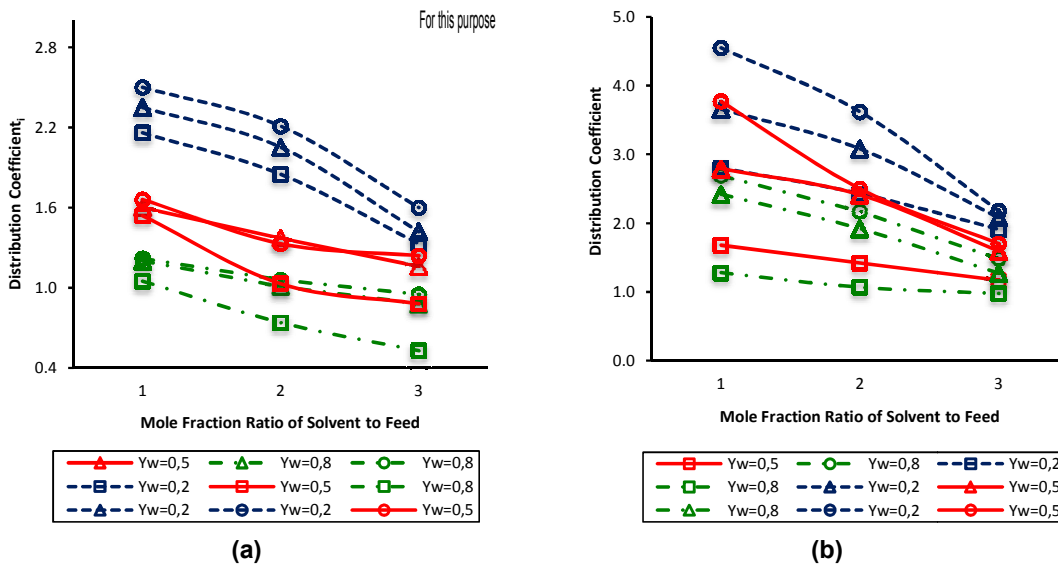 For this purpose
2.8
2.2
1.6
1.0
0.4
Distribution Coefficientᵢ
1 2 3
Mole Fraction Ratio of Solvent to Feed
Yw=0,5 Yw=0,8 Yw=0,8
Yw=0,2 Yw=0,5 Yw=0,8
Yw=0,2 Yw=0,2 Yw=0,5
(a)
5.0
4.0
3.0
2.0
1.0
0.0
Distribution Coefficient
1 2 3
Mole Fraction Ratio of Solvent to Feed
Yw=0,5 Yw=0,8 Yw=0,2
Yw=0,8 Yw=0,2 Yw=0,5
Yw=0,8 Yw=0,2 Yw=0,5
(b)